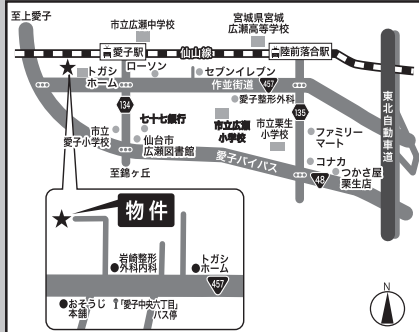 至上愛子
市立広瀬中学校
宮城県宮城
広瀬高等学校
愛子駅
仙山線
陸前落合駅
ローソン
セブンイレブン
トガシ
ホーム
作並街道
457
愛子整形外科
134
135
東北自動車道
七十七銀行
市立
愛子小学校
仙台市
広瀬図書館
市立広瀬
小学校
市立栗生
小学校
ファミリー
マート
コナカ
つかさ屋
栗生店
愛子バイパス
48
至錦ヶ丘
物件
岩崎整形
外科内科
トガシ
ホーム
457
おそうじ
本舗
「愛子中央六丁目」
バス停
N